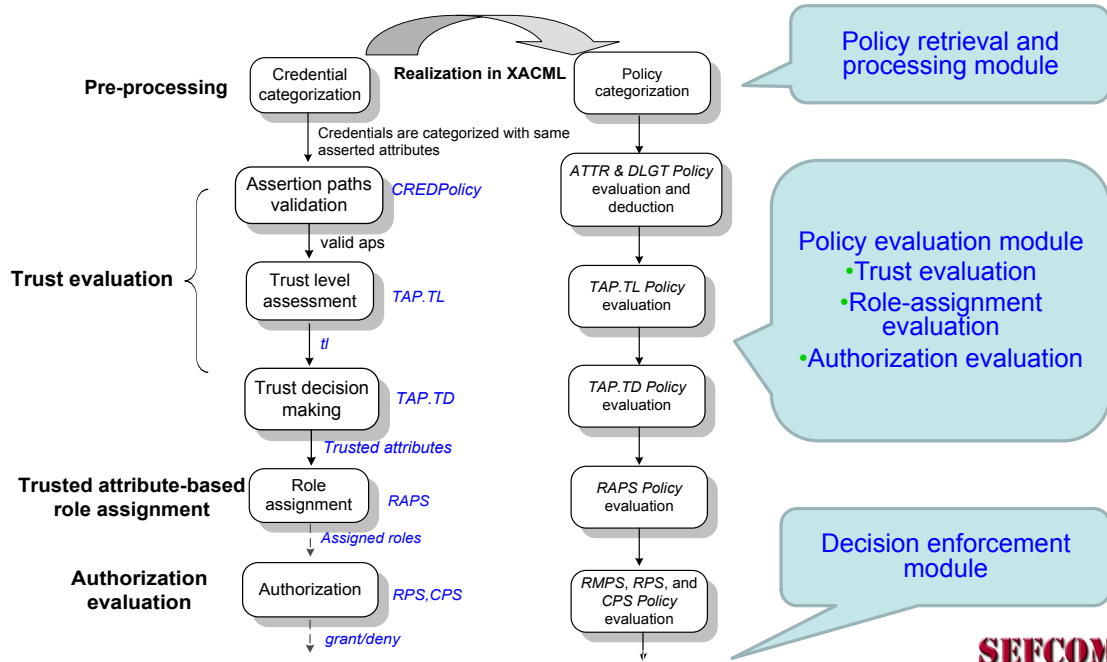 Pre-processing
Credential
categorization
Realization in XACML
Policy
categorization
Policy retrieval and
processing module
Credentials are categorized with same
asserted attributes
Trust evaluation
Assertion paths
validation
CREDPolicy
valid aps
Trust level
assessment
TAP.TL
tl
Trust decision
making
TAP.TD
Trusted attributes
Trusted attribute-based
role assignment
Role
assignment
RAPS
Assigned roles
Authorization
evaluation
Authorization
RPS,CPS
grant/deny
ATTR & DLGT Policy
evaluation and
deduction
TAP.TL Policy
evaluation
TAP.TD Policy
evaluation
RAPS Policy
evaluation
RMPS, RPS, and
CPS Policy
evaluation
Policy evaluation module
•Trust evaluation
•Role-assignment
evaluation
•Authorization evaluation
Decision enforcement
module
SEFCOM